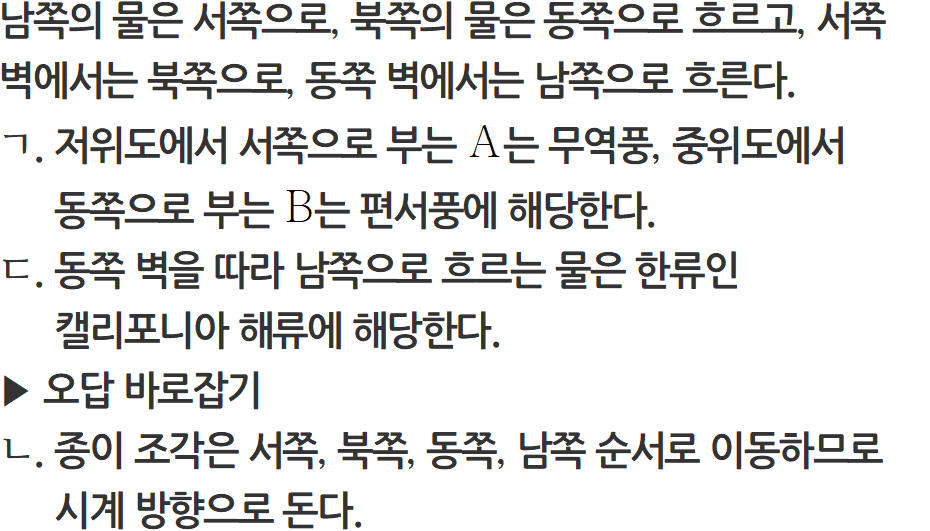 남쪽의 물은 서쪽으로, 북쪽의 물은 동쪽으로 흐르고, 서쪽
벽에서는 북쪽으로, 동쪽 벽에서는 남쪽으로 흐른다.
ㄱ. 저위도에서 서쪽으로 부는 A는 무역풍, 중위도에서
동쪽으로 부는 B는 편서풍에 해당한다.
ㄷ. 동쪽 벽을 따라 남쪽으로 흐르는 물은 한류인
캘리포니아 해류에 해당한다.
▶ 오답 바로잡기
ㄴ. 종이 조각은 서쪽, 북쪽, 동쪽, 남쪽 순서로 이동하므로
시계 방향으로 돈다.